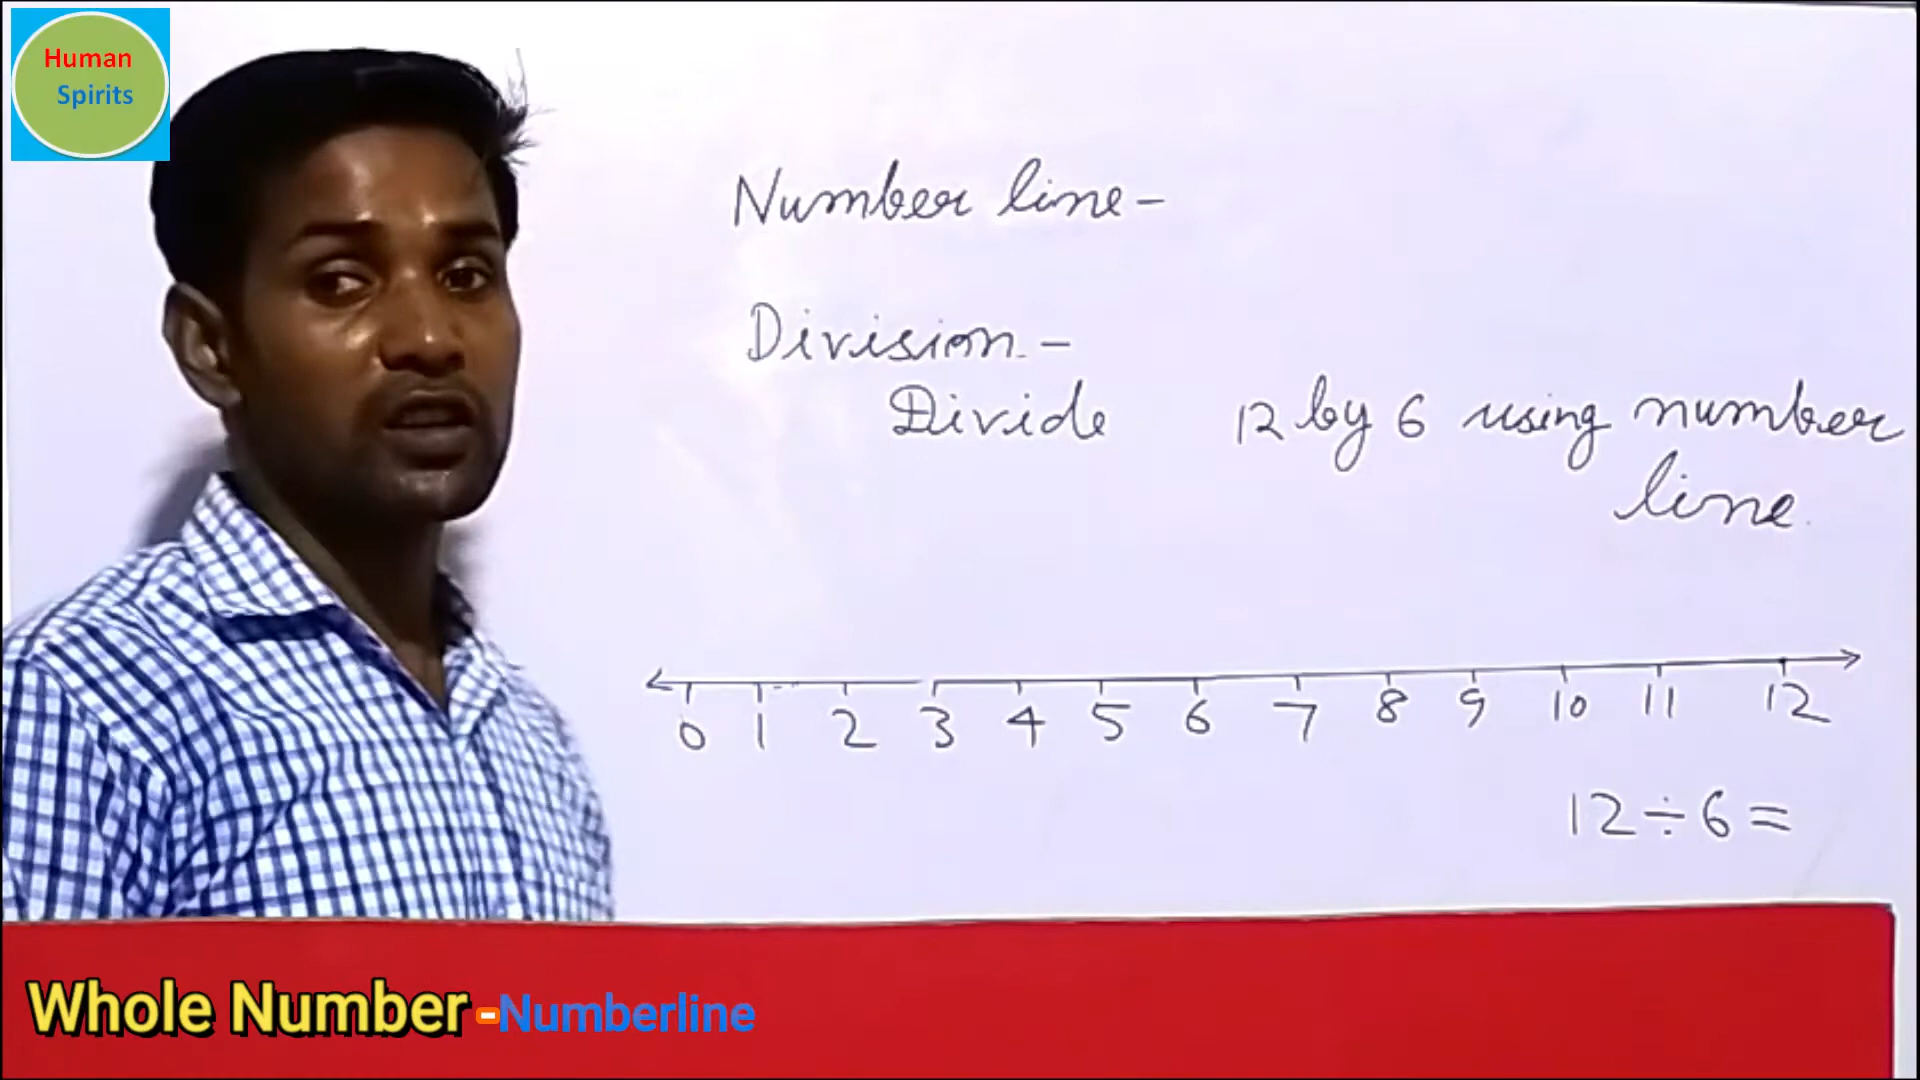 Human
Spirits
Number line -
Division -
Divide 12 by 6 using number
line.
0 1 2 3 4 5 6 7 8 9 10 11 12
12 ÷ 6 =
Whole Number -Numberline